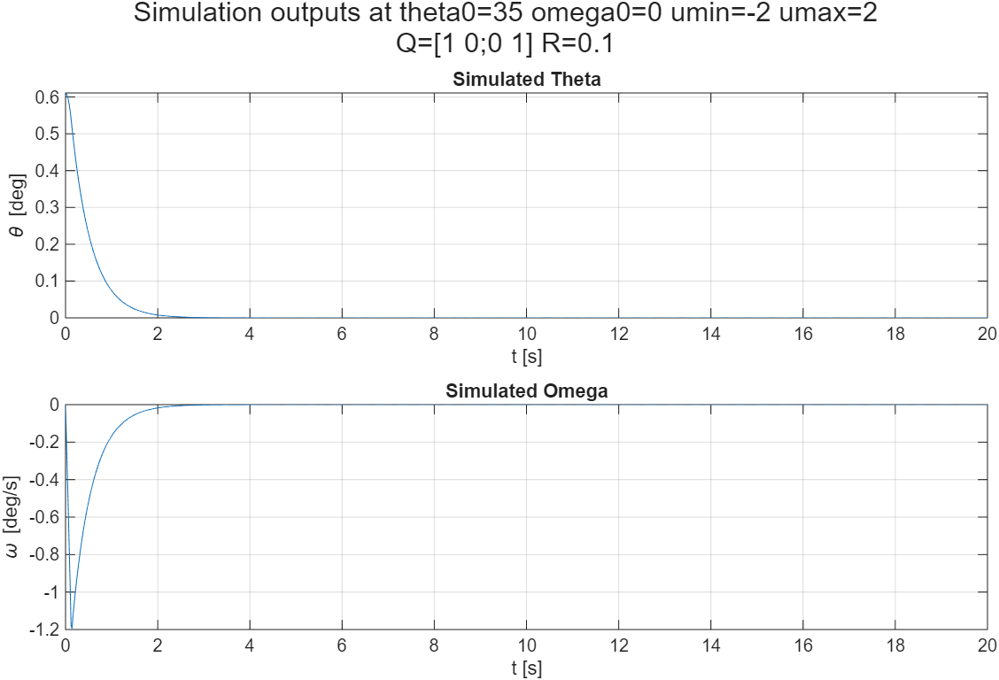 Simulation outputs at theta0=35 omega0=0 umin=-2 umax=2
Q=[1 0;0 1] R=0.1
Simulated Theta
0.6
0.5
0.4
0.3
0.2
0.1
0
θ [deg]
0 2 4 6 8 10 12 14 16 18 20
t [s]
Simulated Omega
0
-0.2
-0.4
-0.6
-0.8
-1
-1.2
ω [deg/s]
0 2 4 6 8 10 12 14 16 18 20
t [s]